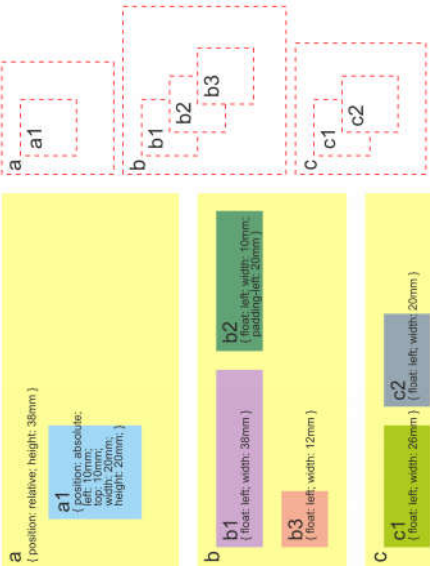 a
{ position: relative; height: 38mm }
a1
{ position: absolute;
left: 10mm;
top: 10mm;
width: 20mm;
height: 20mm; }
b
b1
{ float: left; width: 38mm }
b2
{ float: left; width: 10mm;
padding-left: 20mm }
b3
{ float: left; width: 12mm }
c
c1
{ float: left; width: 26mm }
c2
{ float: left; width: 20mm }
a
a1
b
b1
b2
b3
c
c1
c2